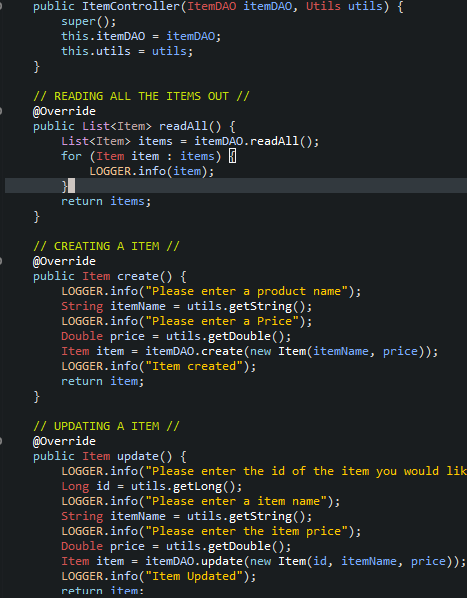 public ItemController(ItemDAO itemDAO, Utils utils) {
super();
this.itemDAO = itemDAO;
this.utils = utils;
}
// READING ALL THE ITEMS OUT //
@Override
public List<Item> readAll() {
List<Item> items = itemDAO.readAll();
for (Item item : items) {
LOGGER.info(item);
}
return items;
}
// CREATING A ITEM //
@Override
public Item create() {
LOGGER.info("Please enter a product name");
String itemName = utils.getString();
LOGGER.info("Please enter a Price");
Double price = utils.getDouble();
Item item = itemDAO.create(new Item(itemName, price));
LOGGER.info("Item created");
return item;
}
// UPDATING A ITEM //
@Override
public Item update() {
LOGGER.info("Please enter the id of the item you would lik
Long id = utils.getLong();
LOGGER.info("Please enter a item name");
String itemName = utils.getString();
LOGGER.info("Please enter the item price");
Double price = utils.getDouble();
Item item = itemDAO.update(new Item(id, itemName, price));
LOGGER.info("Item Updated");
return item;